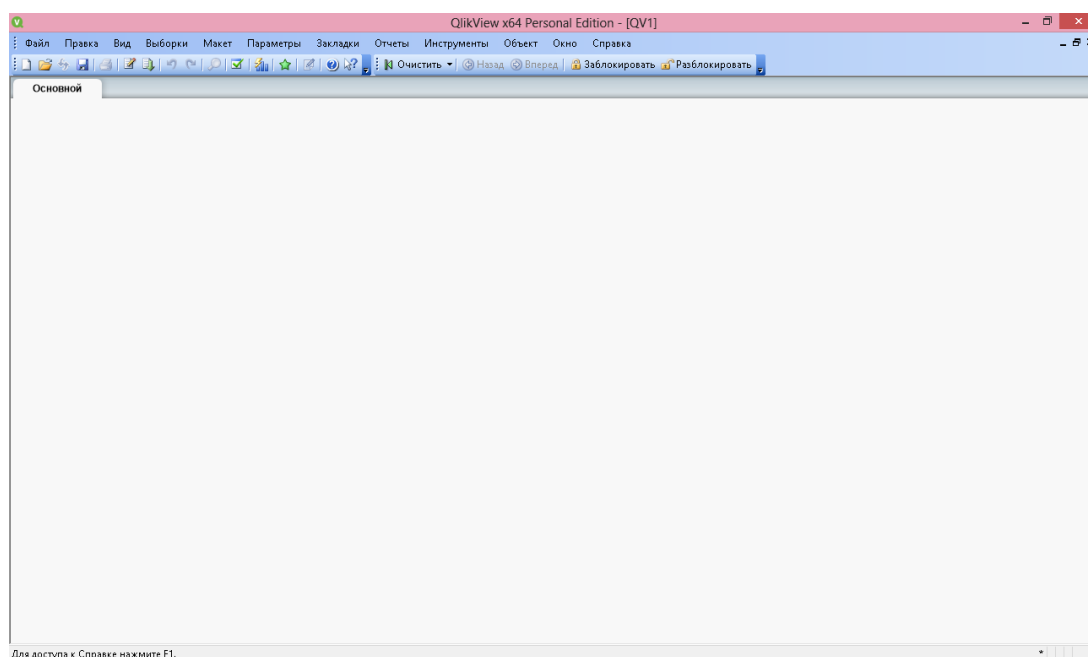 QlikView x64 Personal Edition - [QV1]
Файл Правка Вид Выборки Макет Параметры Закладки Отчеты Инструменты Объект Окно Справка
Очистить Назад Вперед Заблокировать Разблокировать
Основной
Для доступа к Справке нажмите F1.